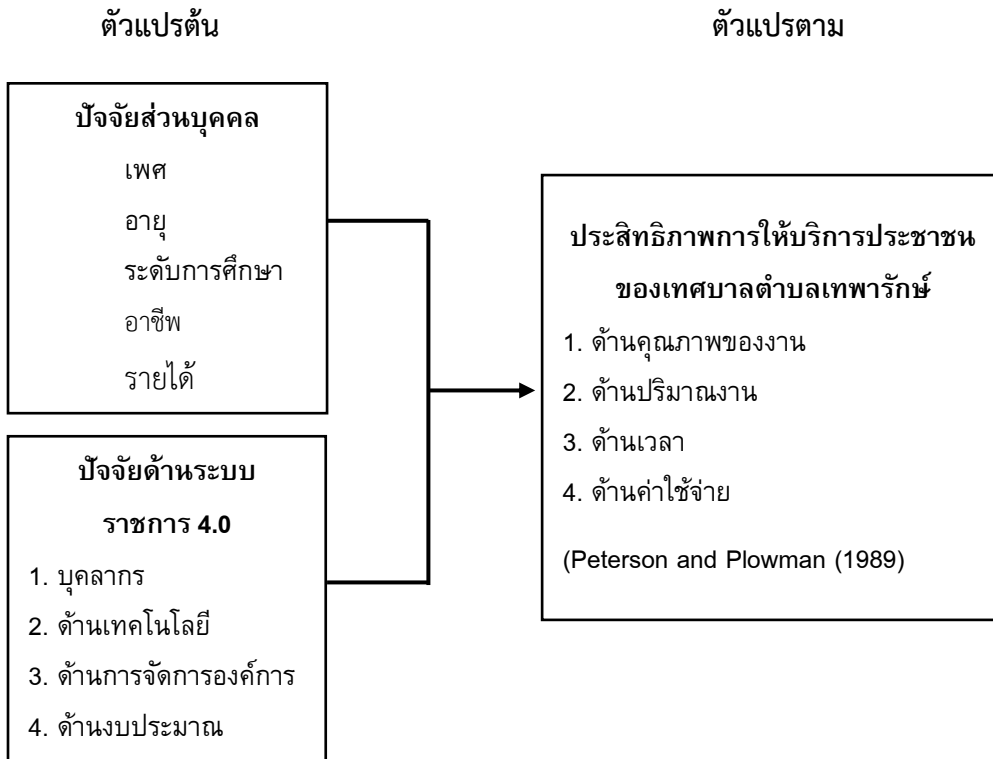 ตัวแปรต้น
ตัวแปรตาม
ปัจจัยส่วนบุคคล
เพศ
อายุ
ระดับการศึกษา
อาชีพ
รายได้
ปัจจัยด้านระบบ
ราชการ 4.0
1. บุคลากร
2. ด้านเทคโนโลยี
3. ด้านการจัดการองค์การ
4. ด้านงบประมาณ
ประสิทธิภาพการให้บริการประชาชน
ของเทศบาลตำบลเทพารักษ์
1. ด้านคุณภาพของงาน
2. ด้านปริมาณงาน
3. ด้านเวลา
4. ด้านค่าใช้จ่าย
(Peterson and Plowman (1989)